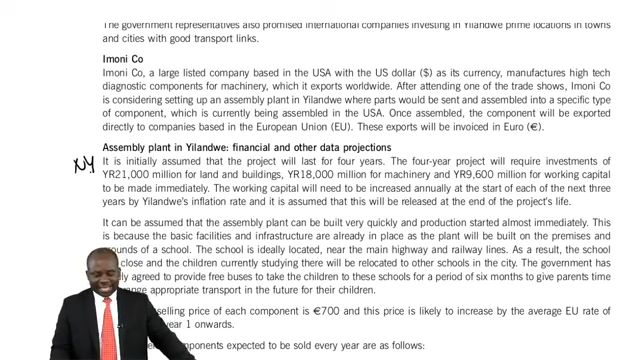 The government representatives also promised international companies investing in Yilandwe prime locations in towns
and cities with good transport links.
Imoni Co
Imoni Co, a large listed company based in the USA with the US dollar ($) as its currency, manufactures high tech
diagnostic components for machinery, which it exports worldwide. After attending one of the trade shows, Imoni Co
is considering setting up an assembly plant in Yilandwe where parts would be sent and assembled into a specific type
of component, which is currently being assembled in the USA. Once assembled, the component will be exported
directly to companies based in the European Union (EU). These exports will be invoiced in Euro (€).
Assembly plant in Yilandwe: financial and other data projections
It is initially assumed that the project will last for four years. The four-year project will require investments of
YR21,000 million for land and buildings, YR18,000 million for machinery and YR9,600 million for working capital
to be made immediately. The working capital will need to be increased annually at the start of each of the next three
years by Yilandwe's inflation rate and it is assumed that this will be released at the end of the project's life.
It can be assumed that the assembly plant can be built very quickly and production started almost immediately. This
is because the basic facilities and infrastructure are already in place as the plant will be built on the premises and
grounds of a school. The school is ideally located, near the main highway and railway lines. As a result, the school
close and the children currently studying there will be relocated to other schools in the city. The government has
agreed to provide free buses to take the children to these schools for a period of six months to give parents time
appropriate transport in the future for their children.
selling price of each component is €700 and this price is likely to increase by the average EU rate of
year 1 onwards.
components expected to be sold every year are as follows: